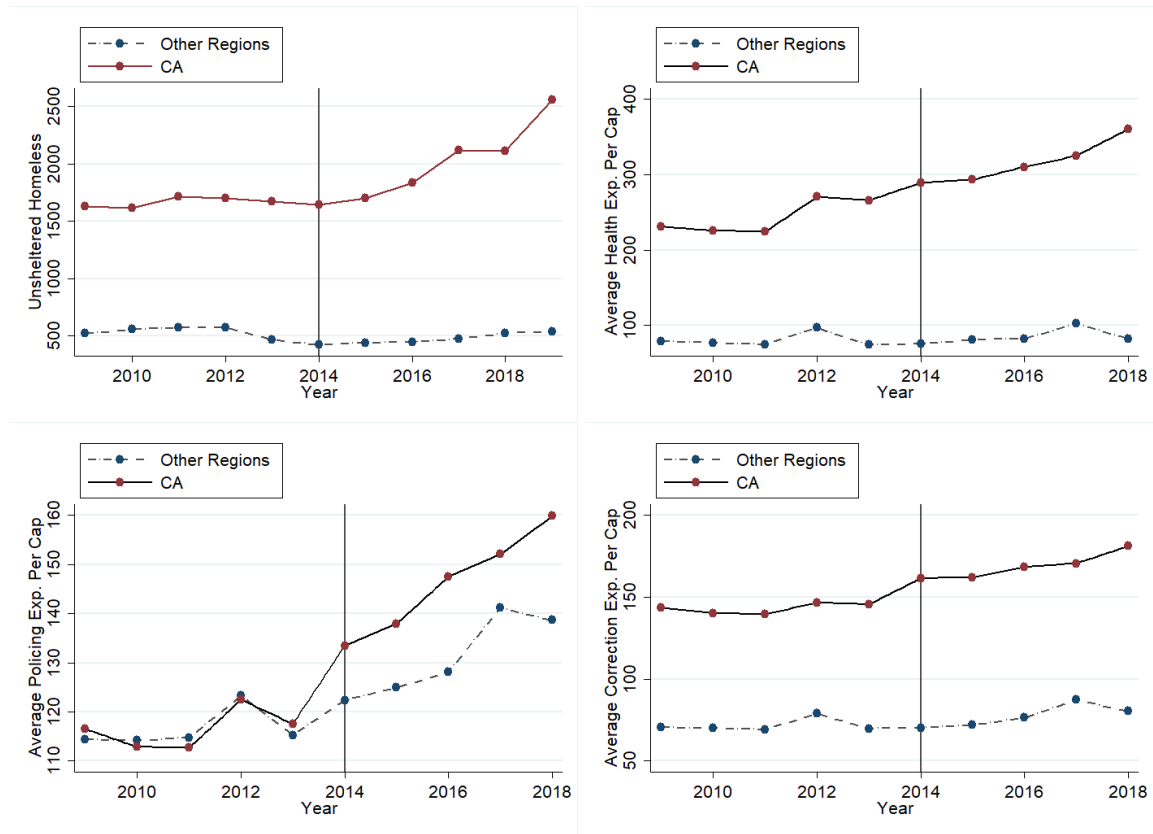 Other Regions
CA
Unsheltered Homeless
2500
2000
1500
1000
500
2010 2012 2014 2016 2018
Year
Other Regions
CA
Average Health Exp. Per Cap
400
300
200
100
2010 2012 2014 2016 2018
Year
Other Regions
CA
Average Policing Exp. Per Cap
160
150
140
130
120
110
2010 2012 2014 2016 2018
Year
Other Regions
CA
Average Correction Exp. Per Cap
200
150
100
50
2010 2012 2014 2016 2018
Year